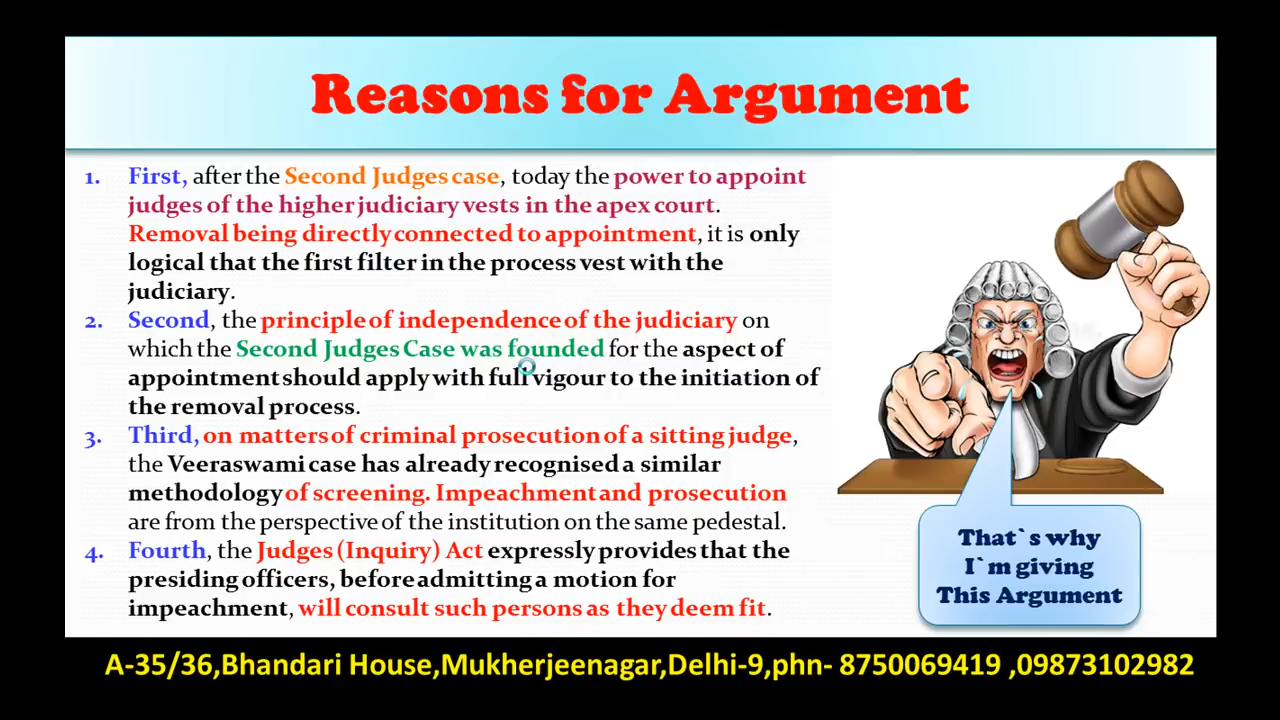 Reasons for Argument
1. First, after the Second Judges case, today the power to appoint
judges of the higher judiciary vests in the apex court.
Removal being directly connected to appointment, it is only
logical that the first filter in the process vest with the
judiciary.
2. Second, the principle of independence of the judiciary on
which the Second Judges Case was founded for the aspect of
appointment should apply with full vigour to the initiation of
the removal process.
3. Third, on matters of criminal prosecution of a sitting judge,
the Veeraswami case has already recognised a similar
methodology of screening. Impeachment and prosecution
are from the perspective of the institution on the same pedestal.
4. Fourth, the Judges (Inquiry) Act expressly provides that the
presiding officers, before admitting a motion for
impeachment, will consult such persons as they deem fit.
That`s why
I`m giving
This Argument
A-35/36,Bhandari House,Mukherjeenagar,Delhi-9,phn- 8750069419 ,09873102982